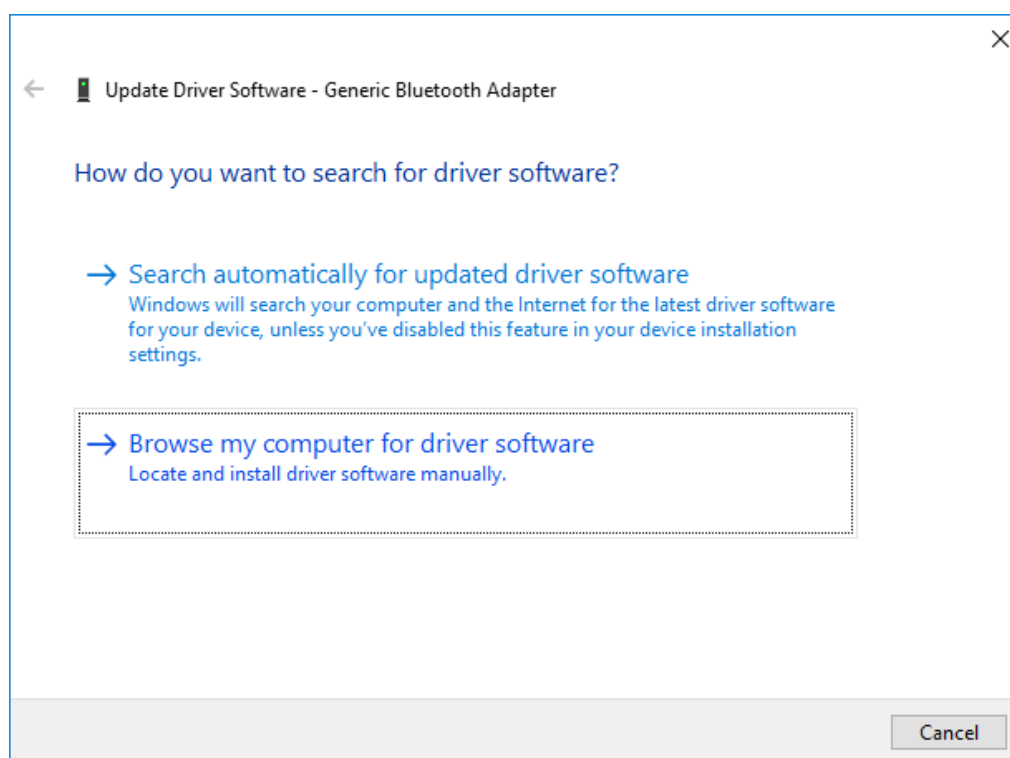 Update Driver Software - Generic Bluetooth Adapter
How do you want to search for driver software?
Search automatically for updated driver software
Windows will search your computer and the Internet for the latest driver software
for your device, unless you've disabled this feature in your device installation
settings.
Browse my computer for driver software
Locate and install driver software manually.
Cancel